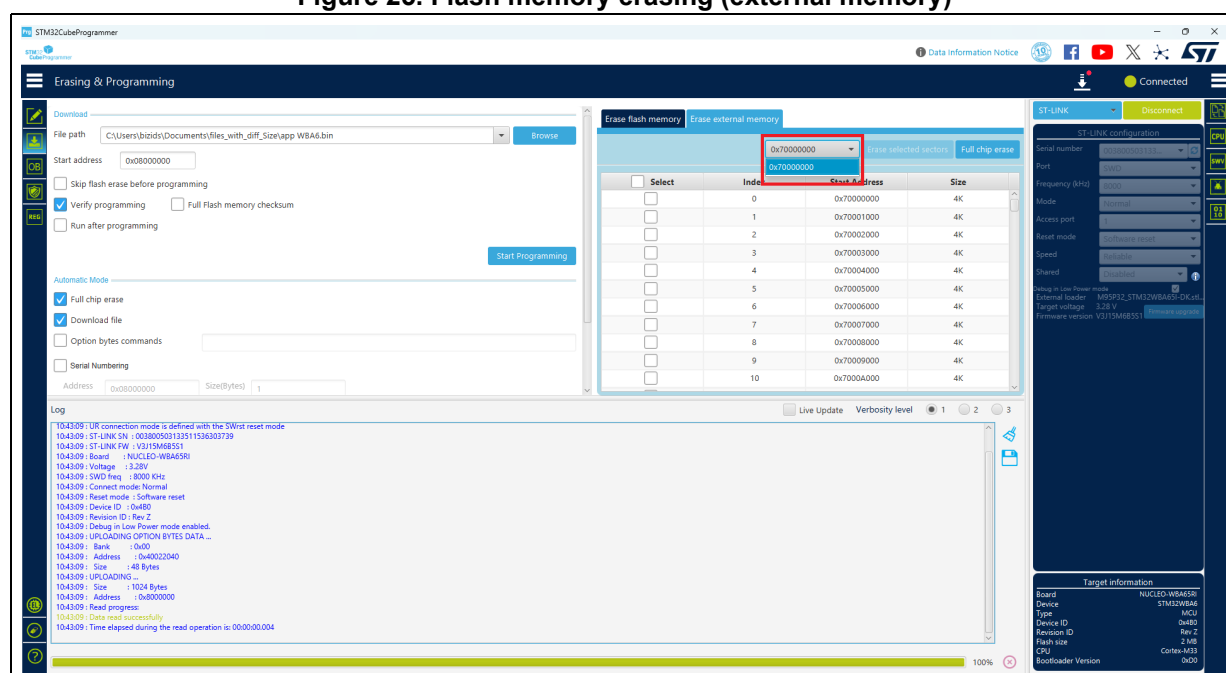 Figure 26. Flash memory erasing (external memory)
Pro STM32CubeProgrammer
STM32 CubeProgrammer
Data Information Notice
Erasing & Programming
Connected
Download
File path C:\Users\bizids\Documents\files_with_diff_Size\app WBA6.bin Browse
Start address 0x08000000
Skip flash erase before programming
Verify programming Full Flash memory checksum
Run after programming
Start Programming
Automatic Mode
Full chip erase
Download file
Option bytes commands
Serial Numbering
Address 0x08000000 Size(Bytes) 1
OB
REG
Erase flash memory Erase external memory
0x70000000 Erase selected sectors Full chip erase
0x70000000
Select Index Start Address Size
0 0x70000000 4K
1 0x70001000 4K
2 0x70002000 4K
3 0x70003000 4K
4 0x70004000 4K
5 0x70005000 4K
6 0x70006000 4K
7 0x70007000 4K
8 0x70008000 4K
9 0x70009000 4K
10 0x7000A000 4K
Log Live Update Verbosity level 1 2 3
10:43:09 : UR connection mode is defined with the SWrst reset mode
10:43:09 : ST-LINK SN : 003800503133511536303739
10:43:09 : ST-LINK FW : V3J15M6B5S1
10:43:09 : Board : NUCLEO-WBA65RI
10:43:09 : Voltage : 3.28V
10:43:09 : SWD freq : 8000 KHz
10:43:09 : Connect mode: Normal
10:43:09 : Reset mode : Software reset
10:43:09 : Device ID : 0x4B0
10:43:09 : Revision ID : Rev Z
10:43:09 : Debug in Low Power mode enabled.
10:43:09 : UPLOADING OPTION BYTES DATA ...
10:43:09 : Bank : 0x00
10:43:09 : Address : 0x40022040
10:43:09 : Size : 48 Bytes
10:43:09 : UPLOADING ...
10:43:09 : Size : 1024 Bytes
10:43:09 : Address : 0x8000000
10:43:09 : Read progress:
10:43:09 : Data read successfully
10:43:09 : Time elapsed during the read operation is: 00:00:00.004
100%
ST-LINK Disconnect
ST-LINK configuration
Serial number
Port SWD
Frequency (kHz) 8000
Mode Normal
Access port 1
Reset mode Software reset
Speed Reliable
Shared Disabled
Debug in Low Power mode
External loader M95P32_STM32WBA65I-DK.stl...
Target voltage 3.28 V
Firmware version V3J15M6B5S1 Firmware upgrade
CPU
SWV
Target information
Board NUCLEO-WBA65RI
Device STM32WBA6
Type MCU
Device ID 0x4B0
Revision ID Rev Z
Flash size 2 MB
CPU Cortex-M33
Bootloader Version 0xD0